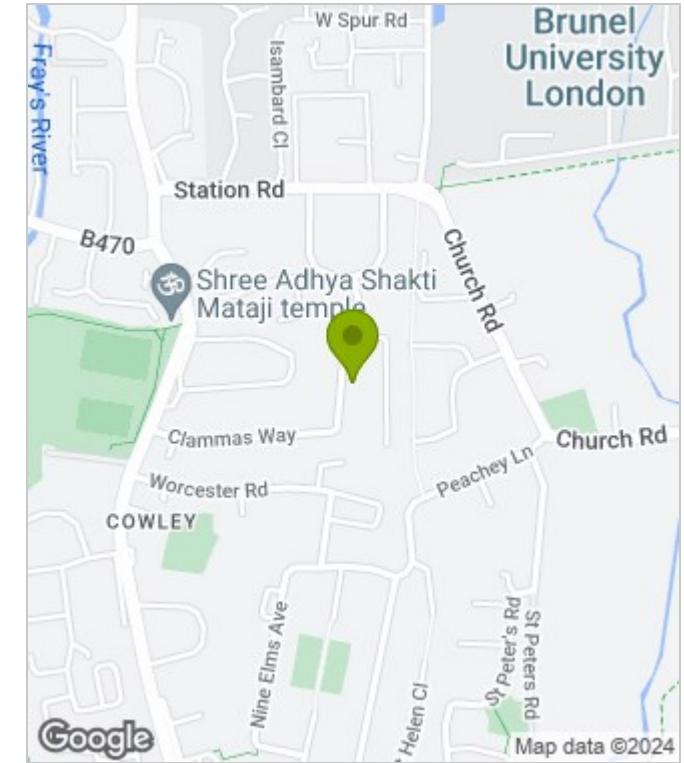 W Spur Rd
Brunel
University
London
Isambard Cl
Fray's River
Station Rd
B470
Church Rd
Shree Adhya Shakti
Mataji temple
Clammas Way
Church Rd
Peachey Ln
Worcester Rd
COWLEY
Nine Elms Ave
St Peter's Rd
St Peters Rd
t Helen Cl
Google
Map data ©2024